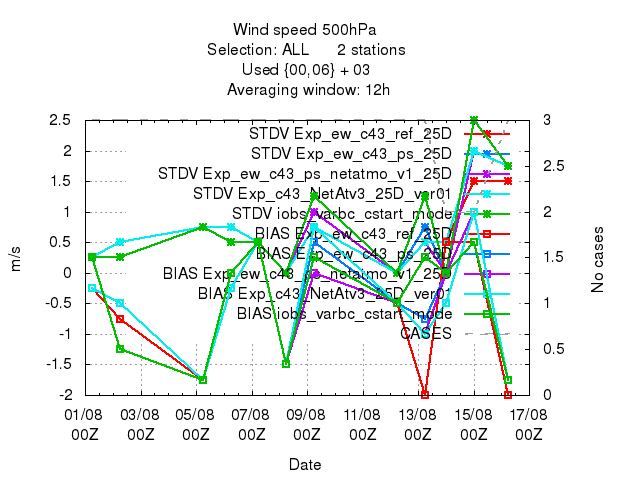 Wind speed 500hPa
Selection: ALL 2 stations
Used {00,06} + 03
Averaging window: 12h
STDV Exp_ew_c43_ref_25D
STDV Exp_ew_c43_ps_25D
STDV Exp_ew_c43_ps_netatmo_v1_25D
STDV Exp_c43_NetAtv3_25D_ver01
STDV iobs_varbc_cstart_mode
BIAS Exp_ew_c43_ref_25D
BIAS Exp_ew_c43_ps_25D
BIAS Exp_ew_c43_ps_netatmo_v1_25D
BIAS Exp_c43_NetAtv3_25D_ver01
BIAS iobs_varbc_cstart_mode
CASES
2.5
2
1.5
1
0.5
0
-0.5
-1
-1.5
-2
m/s
3
2.5
2
1.5
1
0.5
0
No cases
01/08 03/08 05/08 07/08 09/08 11/08 13/08 15/08 17/08
00Z 00Z 00Z 00Z 00Z 00Z 00Z 00Z 00Z
Date